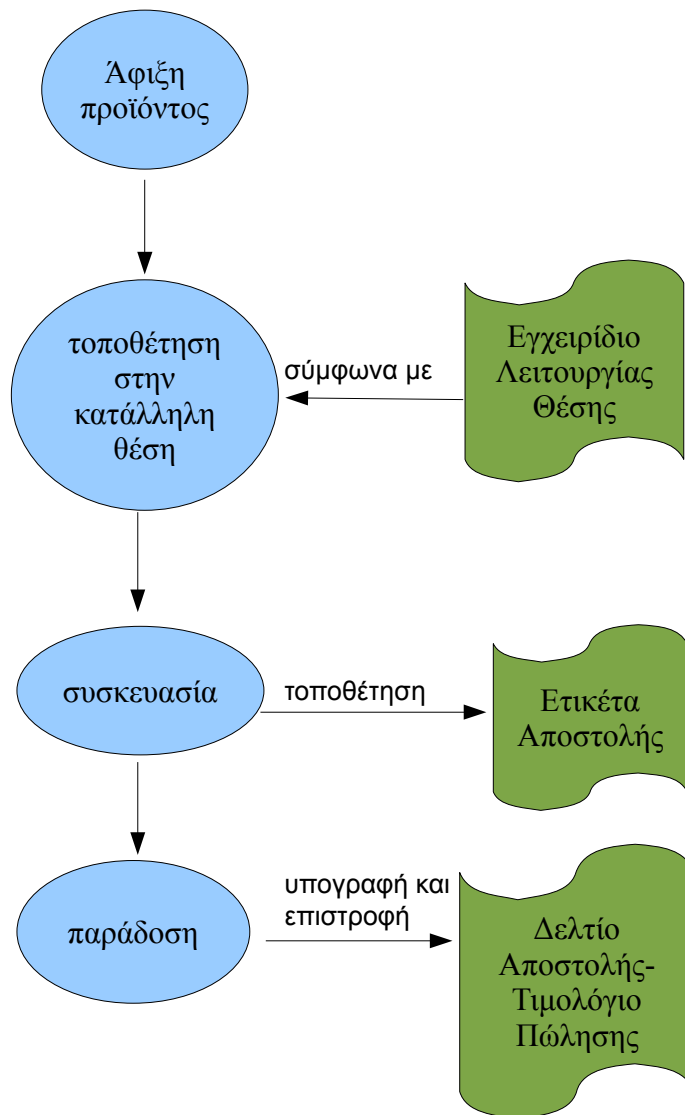 Άφιξη
προϊόντος
τοποθέτηση
στην
κατάλληλη
θέση
σύμφωνα με
Εγχειρίδιο
Λειτουργίας
Θέσης
συσκευασία
τοποθέτηση
Ετικέτα
Αποστολής
παράδοση
υπογραφή και
επιστροφή
Δελτίο
Αποστολής-
Τιμολόγιο
Πώλησης